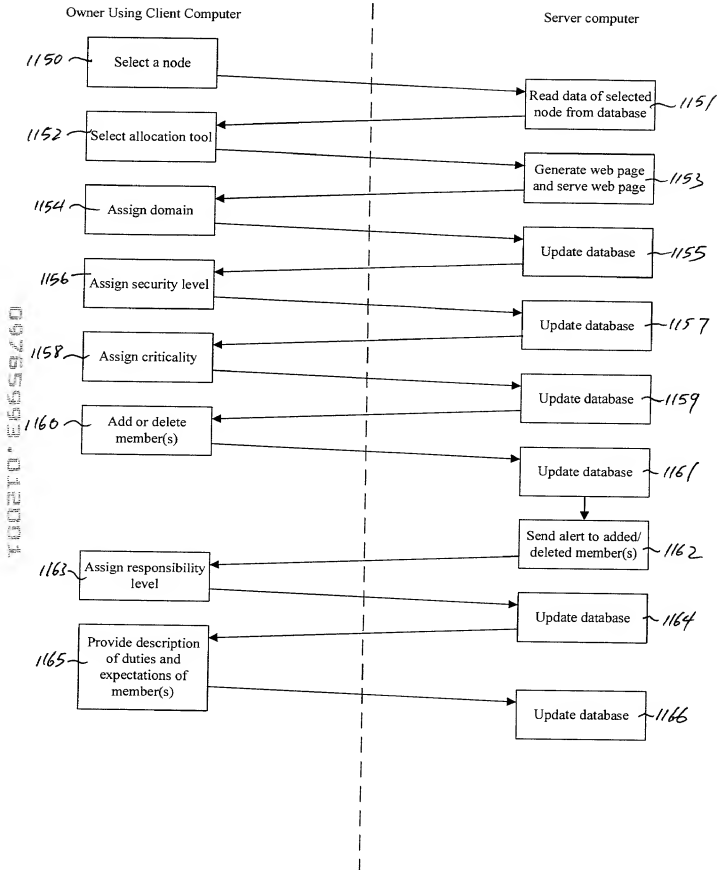 Owner Using Client Computer
Server computer
1150
Select a node
Read data of selected
node from database
1151
1152
Select allocation tool
Generate web page
and serve web page
1153
1154
Assign domain
Update database
1155
1156
Assign security level
Update database
1157
1158
Assign criticality
Update database
1159
1160
Add or delete
member(s)
Update database
1161
Send alert to added/
deleted member(s)
1162
1163
Assign responsibility
level
Update database
1164
1165
Provide description
of duties and
expectations of
member(s)
Update database
1166